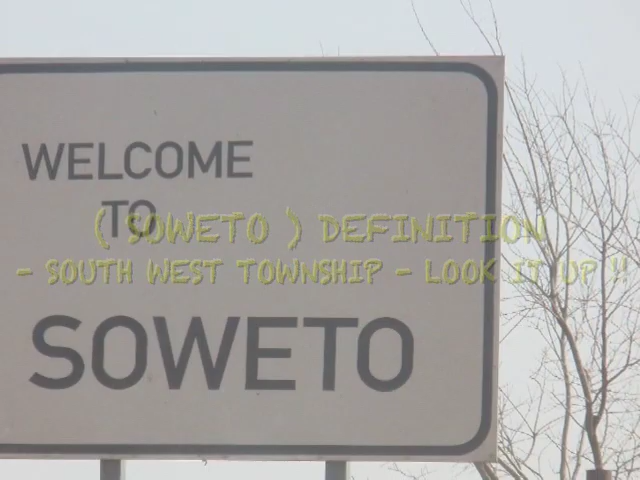 WELCOME
TO
( SOWETO ) DEFINITION
- SOUTH WEST TOWNSHIP - LOOK IT UP !!
SOWETO